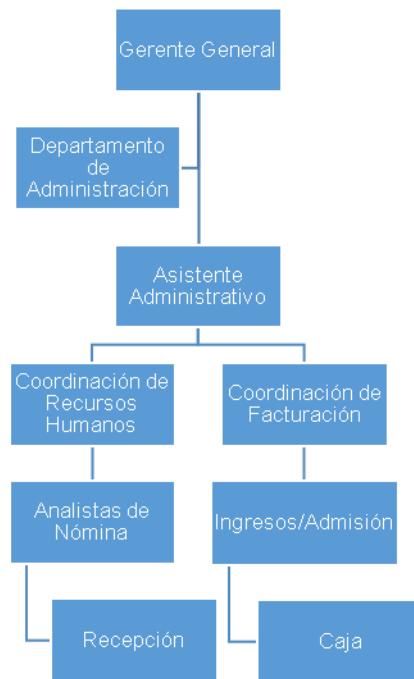 Gerente General
Departamento
de
Administración
Asistente
Administrativo
Coordinación de
Recursos
Humanos
Coordinación de
Facturación
Analistas de
Nómina
Ingresos/Admisión
Recepción
Caja